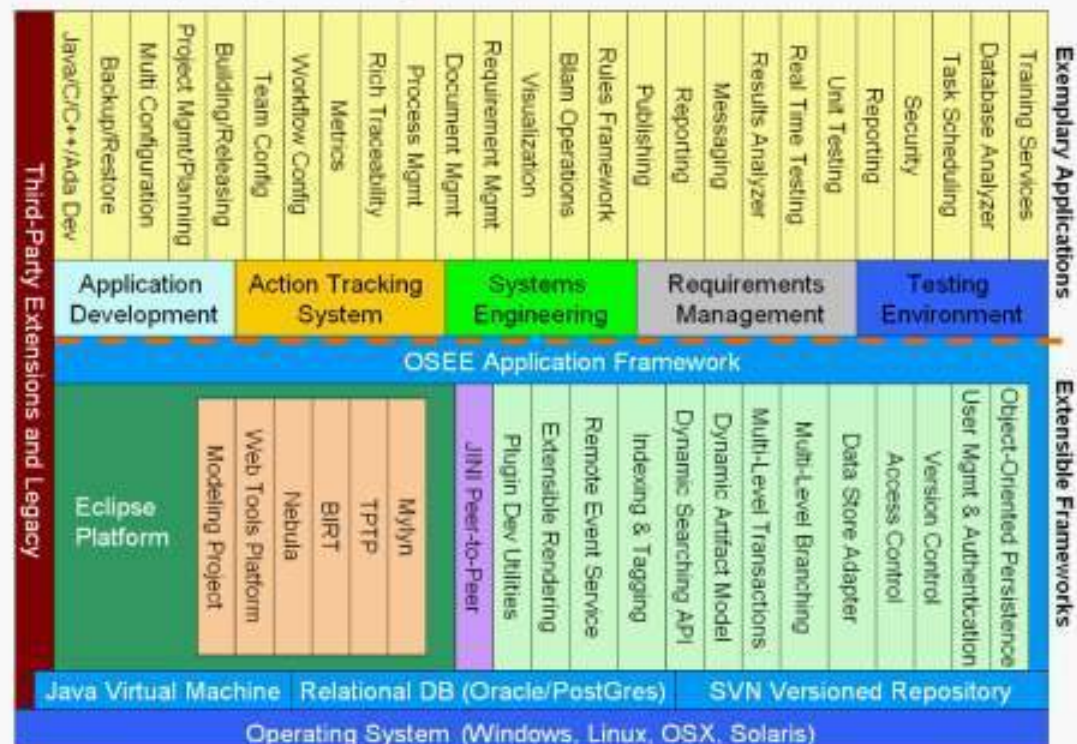 Third-Party Extensions and Legacy
Java/C/C++/Ada Dev
Backup/Restore
Multi Configuration
Project Mgmt/Planning
Building/Releasing
Team Config
Workflow Config
Metrics
Rich Traceability
Process Mgmt
Document Mgmt
Requirement Mgmt
Visualization
Blam Operations
Rules Framework
Publishing
Reporting
Messaging
Results Analyzer
Real Time Testing
Unit Testing
Reporting
Security
Task Scheduling
Database Analyzer
Training Services
Exemplary Applications
Application
Development
Action Tracking
System
Systems
Engineering
Requirements
Management
Testing
Environment
OSEE Application Framework
Eclipse
Platform
Modeling Project
Web Tools Platform
Nebula
BIRT
TPTP
Mylyn
JINI Peer-to-Peer
Plugin Dev Utilities
Extensible Rendering
Remote Event Service
Indexing & Tagging
Dynamic Searching API
Dynamic Artifact Model
Multi-Level Transactions
Multi-Level Branching
Data Store Adapter
Access Control
Version Control
User Mgmt & Authentication
Object-Oriented Persistence
Extensible Frameworks
Java Virtual Machine
Relational DB (Oracle/PostGres)
SVN Versioned Repository
Operating System (Windows, Linux, OSX, Solaris)